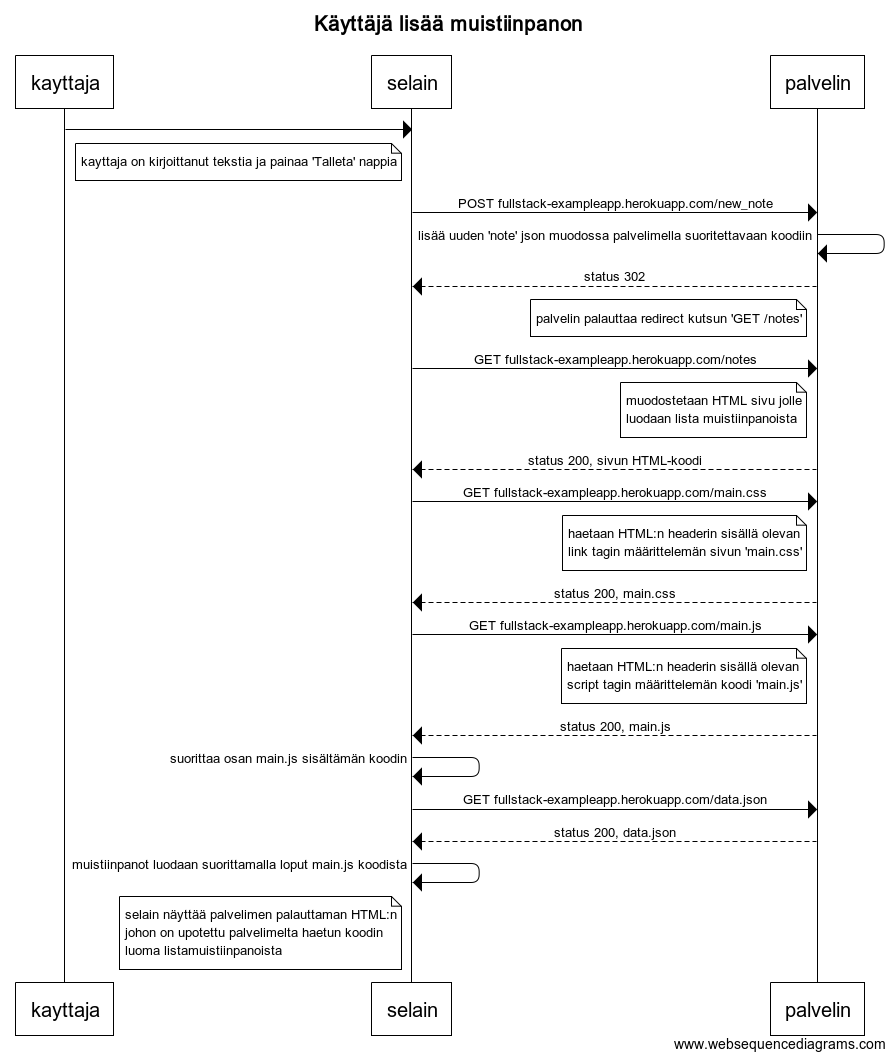 Käyttäjä lisää muistiinpanon
kayttaja
selain
palvelin
kayttaja on kirjoittanut tekstia ja painaa 'Talleta' nappia
POST fullstack-exampleapp.herokuapp.com/new_note
lisää uuden 'note' json muodossa palvelimella suoritettavaan koodiin
status 302
palvelin palauttaa redirect kutsun 'GET /notes'
GET fullstack-exampleapp.herokuapp.com/notes
muodostetaan HTML sivu jolle
luodaan lista muistiinpanoista
status 200, sivun HTML-koodi
GET fullstack-exampleapp.herokuapp.com/main.css
haetaan HTML:n headerin sisällä olevan
link tagin määrittelemän sivun 'main.css'
status 200, main.css
GET fullstack-exampleapp.herokuapp.com/main.js
haetaan HTML:n headerin sisällä olevan
script tagin määrittelemän koodi 'main.js'
status 200, main.js
suorittaa osan main.js sisältämän koodin
GET fullstack-exampleapp.herokuapp.com/data.json
status 200, data.json
muistiinpanot luodaan suorittamalla loput main.js koodista
selain näyttää palvelimen palauttaman HTML:n
johon on upotettu palvelimelta haetun koodin
luoma listamuistiinpanoista
kayttaja
selain
palvelin
www.websequencediagrams.com